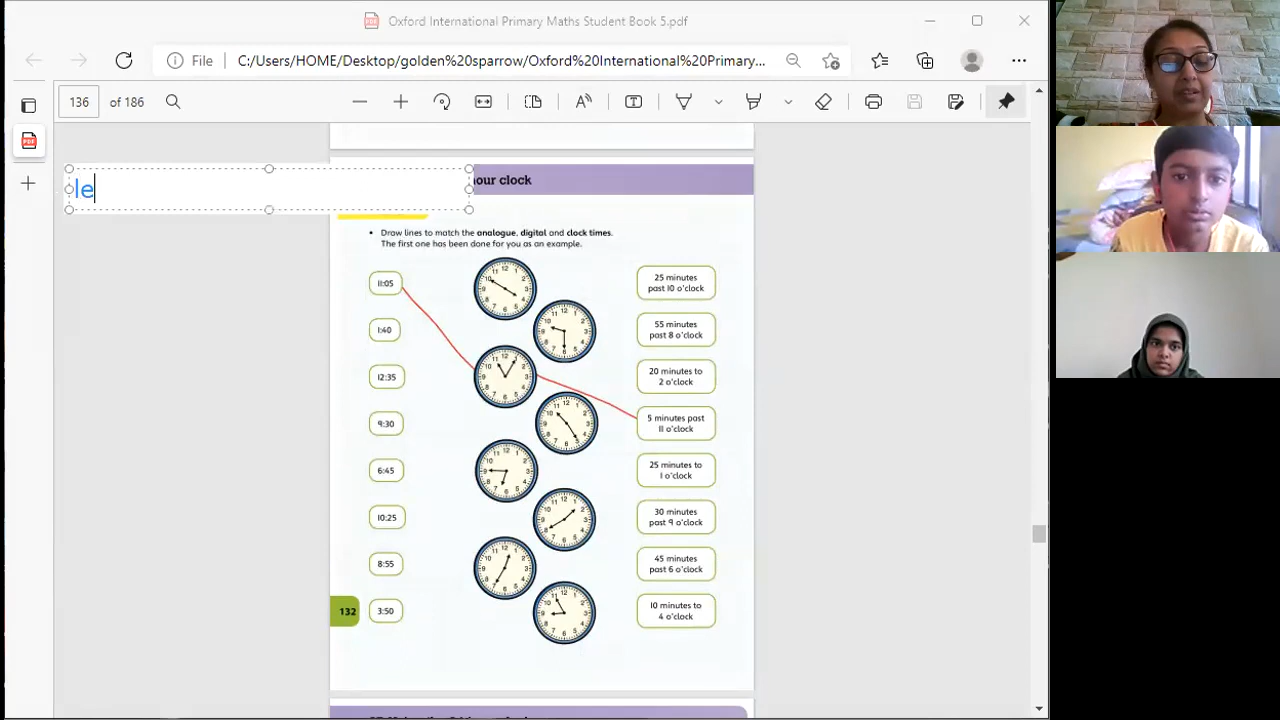 Oxford International Primary Maths Student Book 5.pdf
File C:/Users/HOME/Desktop/golden%20sparrow/Oxford%20International%20Primary...
136 of 186
le
hour clock
• Draw lines to match the analogue, digital and clock times.
The first one has been done for you as an example.
11:05
1:40
12:35
9:30
6:45
10:25
8:55
3:50
25 minutes
past 10 o'clock
55 minutes
past 8 o'clock
20 minutes to
2 o'clock
5 minutes past
11 o'clock
25 minutes to
1 o'clock
30 minutes
past 9 o'clock
45 minutes
past 6 o'clock
10 minutes to
4 o'clock
132